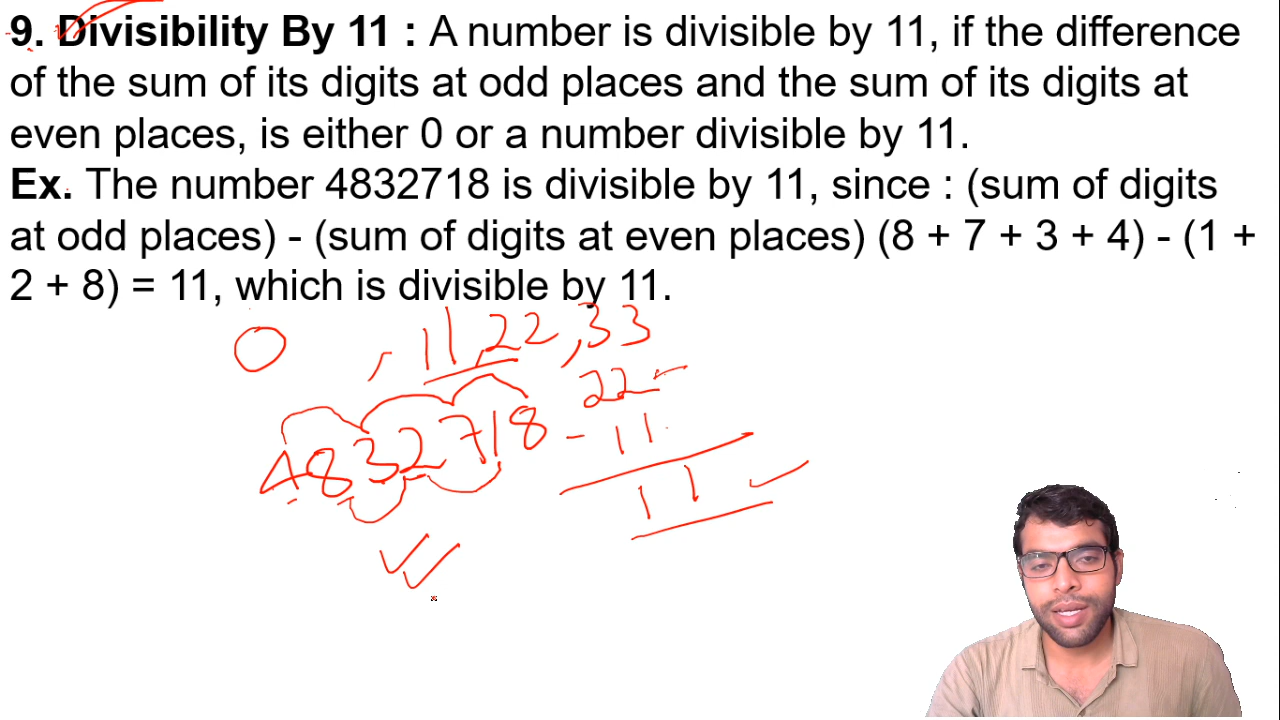 9. Divisibility By 11 : A number is divisible by 11, if the difference
of the sum of its digits at odd places and the sum of its digits at
even places, is either 0 or a number divisible by 11.
Ex. The number 4832718 is divisible by 11, since : (sum of digits
at odd places) - (sum of digits at even places) (8 + 7 + 3 + 4) - (1 +
2 + 8) = 11, which is divisible by 11.
0 , 11, 22, 33
22
4832718 - 11
11